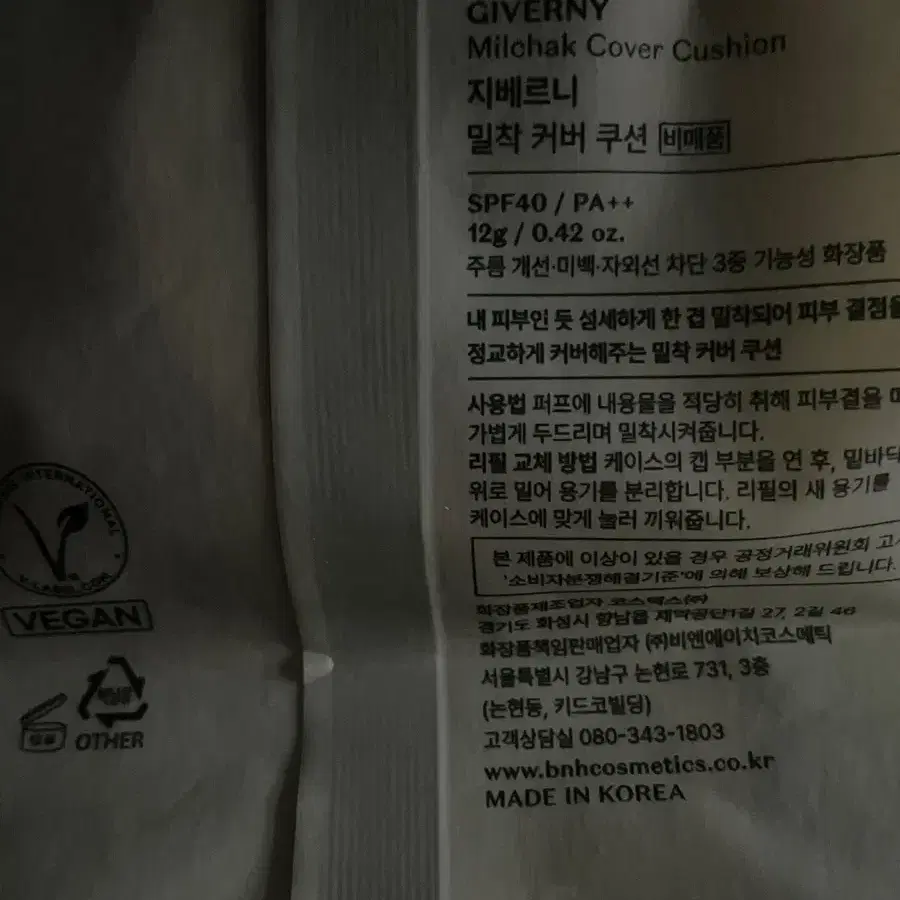 GIVERNY
Milchak Cover Cushion
지베르니
밀착 커버 쿠션 비매품
SPF40 / PA++
12g / 0.42 oz.
주름 개선·미백·자외선 차단 3중 기능성 화장품
내 피부인 듯 섬세하게 한 겹 밀착되어 피부 결점을
정교하게 커버해주는 밀착 커버 쿠션
사용법 퍼프에 내용물을 적당히 취해 피부결을 따
가볍게 두드리며 밀착시켜줍니다.
리필 교체 방법 케이스의 캡 부분을 연 후, 밑바닥
위로 밀어 용기를 분리합니다. 리필의 새 용기를
케이스에 맞게 눌러 끼워줍니다.
본 제품에 이상이 있을 경우 공정거래위원회 고
'소비자분쟁해결기준'에 의해 보상해 드립니다.
화장품제조업자 코스맥스(주)
경기도 화성시 향남읍 제약공단1길 27, 2길 46
화장품책임판매업자 (주)비엔에이치코스메틱
서울특별시 강남구 논현로 731, 3층
(논현동, 키드코빌딩)
고객상담실 080-343-1803
www.bnhcosmetics.co.kr
MADE IN KOREA
INTERNATIONAL
V-LABEL.COM
VEGAN
OTHER